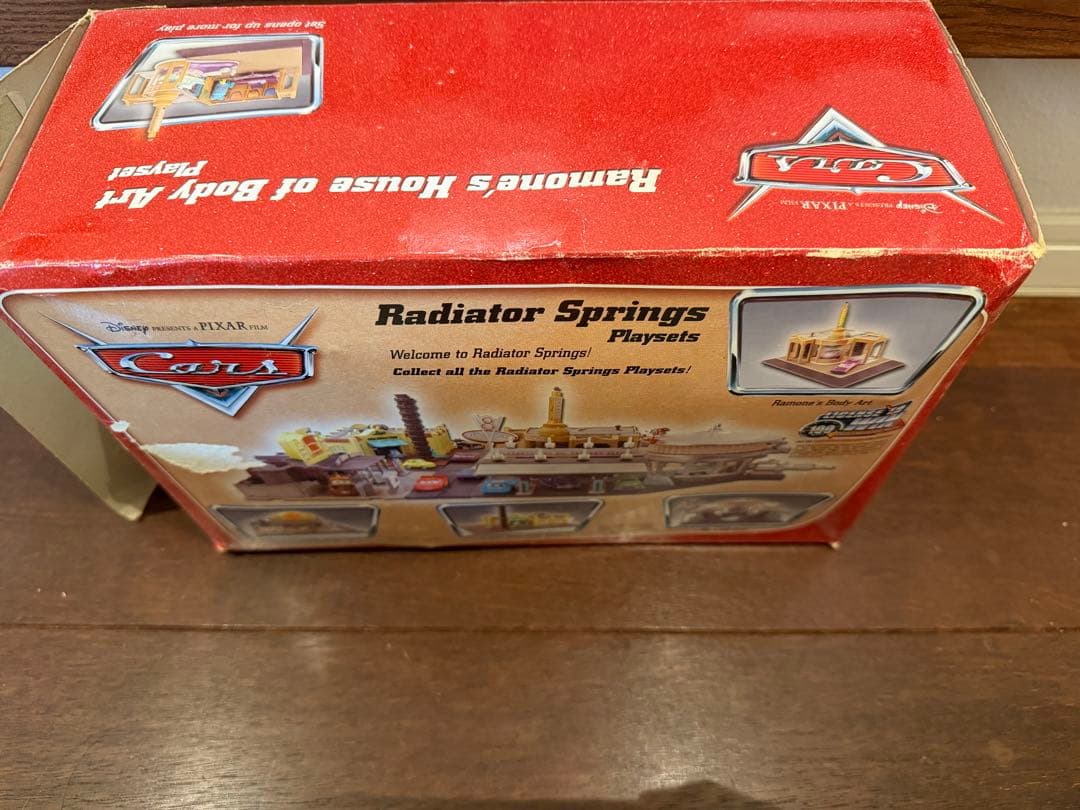 Set opens up for more play
Ramone's House of Body Art
Playset
DISNEY PRESENTS A PIXAR FILM
Cars
DISNEY PRESENTS A PIXAR FILM
Cars
Radiator Springs
Playsets
Welcome to Radiator Springs!
Collect all the Radiator Springs Playsets!
Ramone's Body Art